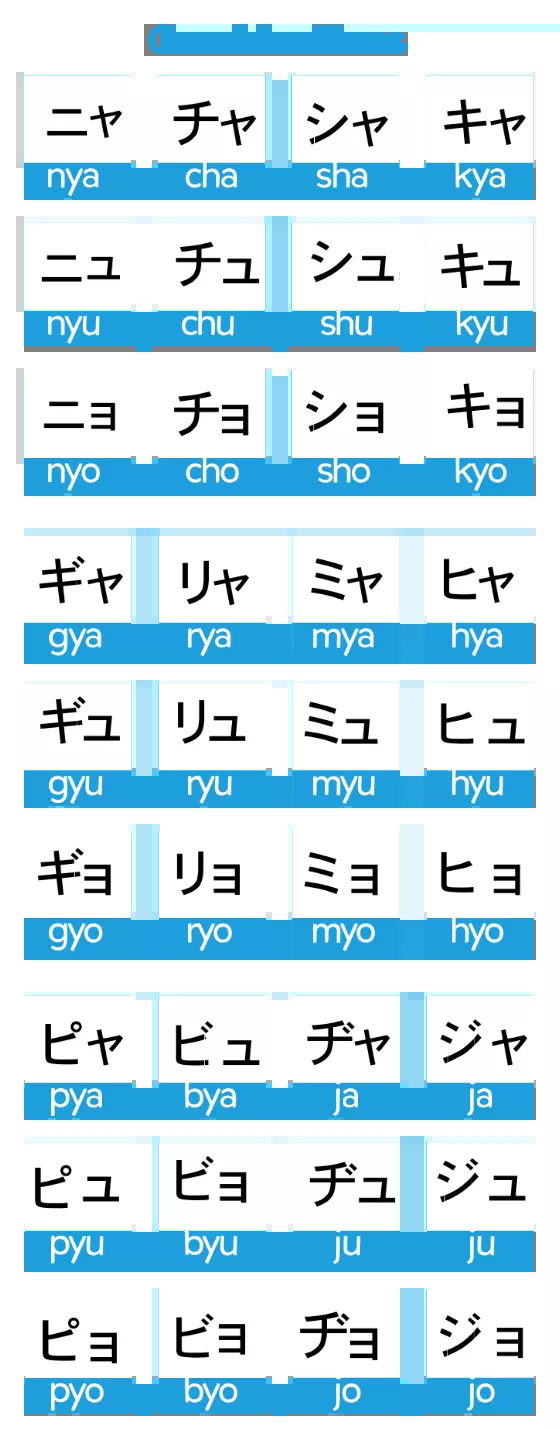 ニャ チャ シャ キャ
nya cha sha kya
ニュ チュ シュ キュ
nyu chu shu kyu
ニョ チョ ショ キョ
nyo cho sho kyo
ギャ リャ ミャ ヒャ
gya rya mya hya
ギュ リュ ミュ ヒュ
gyu ryu myu hyu
ギョ リョ ミョ ヒョ
gyo ryo myo hyo
ピャ ビュ ヂャ ジャ
pya bya ja ja
ピュ ビョ ヂュ ジュ
pyu byu ju ju
ピョ ビョ ヂョ ジョ
pyo byo jo jo